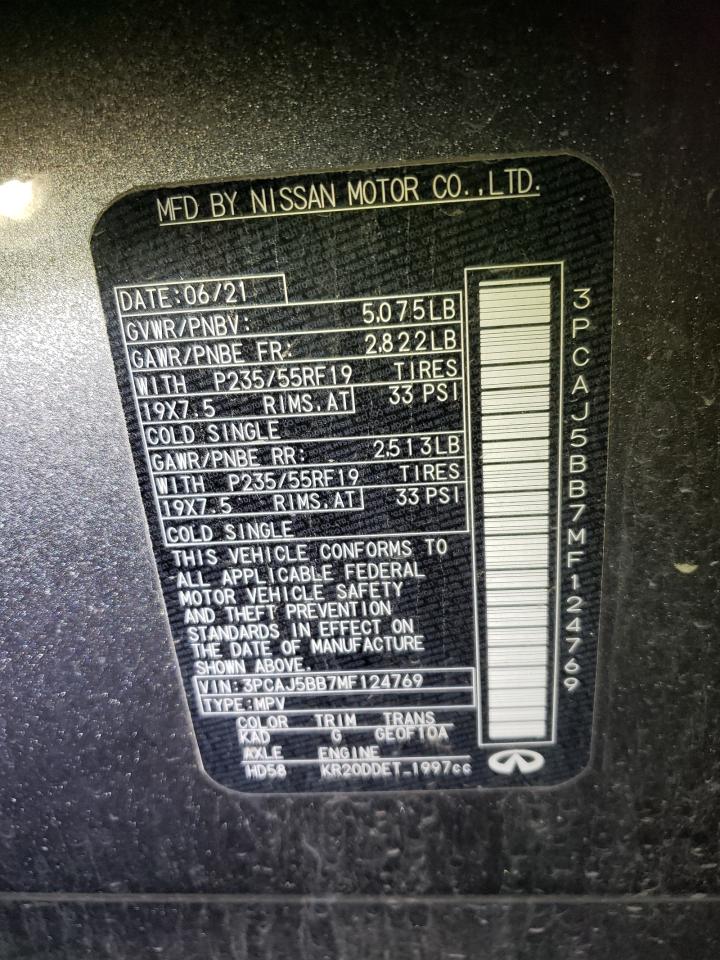 MFD BY NISSAN MOTOR CO.,LTD.
DATE:06/21
GVWR/PNBV: 5.075LB
GAWR/PNBE FR: 2.822LB
WITH P235/55RF19 TIRES
19X7.5 RIMS.AT 33 PSI
COLD SINGLE
GAWR/PNBE RR: 2.513LB
WITH P235/55RF19 TIRES
19X7.5 RIMS.AT 33 PSI
COLD SINGLE
THIS VEHICLE CONFORMS TO
ALL APPLICABLE FEDERAL
MOTOR VEHICLE SAFETY
AND THEFT PREVENTION
STANDARDS IN EFFECT ON
THE DATE OF MANUFACTURE
SHOWN ABOVE.
VIN:3PCAJ5BB7MF124769
TYPE:MPV
COLOR TRIM TRANS
KAD G GE0F10A
AXLE ENGINE
HD58 KR20DDET_1997cc
3PCAJ5BB7MF124769